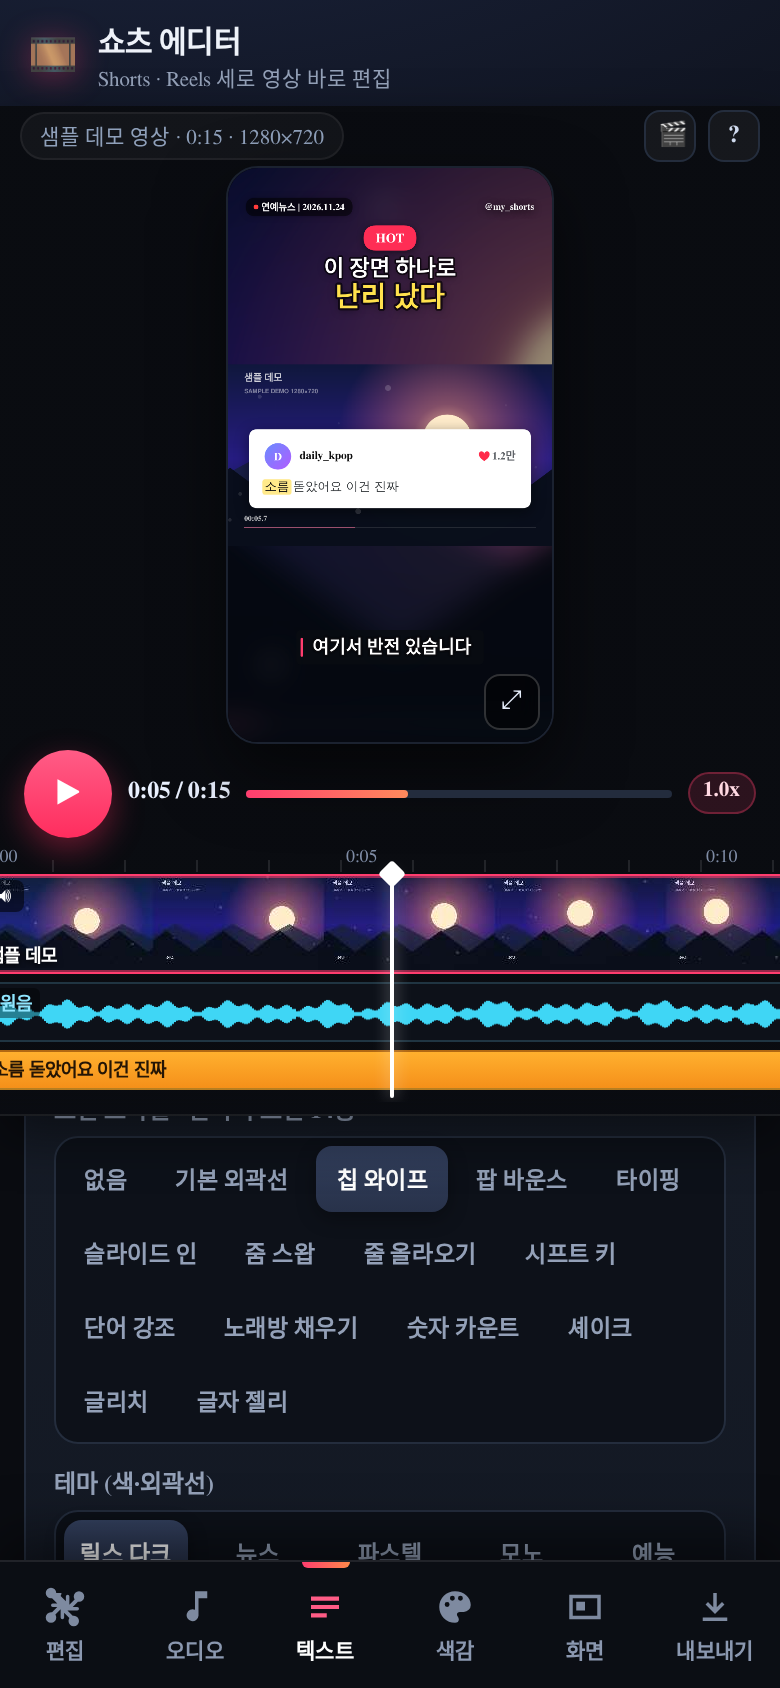 쇼츠 에디터
Shorts · Reels 세로 영상 바로 편집
샘플 데모 영상 · 0:15 · 1280×720
?
연예뉴스 | 2026.11.24
@my_shorts
HOT
이 장면 하나로
난리 났다
샘플 데모
SAMPLE DEMO 1280×720
D
daily_kpop
1.2만
소름 돋았어요 이건 진짜
00:05.7
여기서 반전 있습니다
0:05 / 0:15
1.0x
00
0:05
0:10
샘플 데모
원음
소름 돋았어요 이건 진짜
없음
기본 외곽선
칩 와이프
팝 바운스
타이핑
슬라이드 인
줌 스왑
줄 올라오기
시프트 키
단어 강조
노래방 채우기
숫자 카운트
셰이크
글리치
글자 젤리
테마 (색·외곽선)
릴스 다크
뉴스
파스텔
모노
예능
편집
오디오
텍스트
색감
화면
내보내기